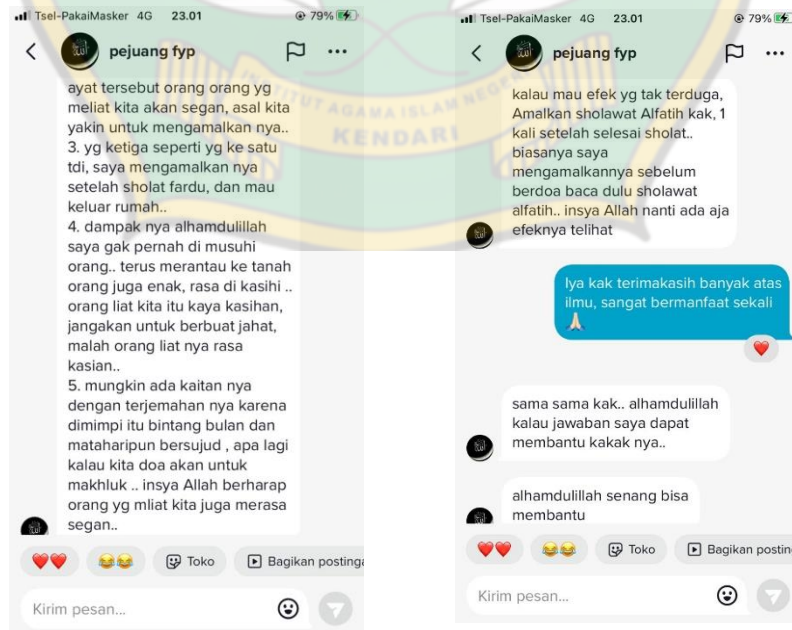 Tsel-PakaiMasker 4G 23.01 79%
pejuang fyp
ayat tersebut orang orang yg
meliat kita akan segan, asal kita
yakin untuk mengamalkan nya..
3. yg ketiga seperti yg ke satu
tdi, saya mengamalkan nya
setelah sholat fardu, dan mau
keluar rumah..
4. dampak nya alhamdulillah
saya gak pernah di musuhi
orang.. terus merantau ke tanah
orang juga enak, rasa di kasihi ..
orang liat kita itu kaya kasihan,
jangakan untuk berbuat jahat,
malah orang liat nya rasa
kasian..
5. mungkin ada kaitan nya
dengan terjemahan nya karena
dimimpi itu bintang bulan dan
mataharipun bersujud , apa lagi
kalau kita doa akan untuk
makhluk .. insya Allah berharap
orang yg mliat kita juga merasa
segan..
Toko Bagikan postinga
Kirim pesan...
Tsel-PakaiMasker 4G 23.01 79%
pejuang fyp
kalau mau efek yg tak terduga,
Amalkan sholawat Alfatih kak, 1
kali setelah selesai sholat..
biasanya saya
mengamalkannya sebelum
berdoa baca dulu sholawat
alfatih.. insya Allah nanti ada aja
efeknya telihat
Iya kak terimakasih banyak atas
ilmu, sangat bermanfaat sekali
sama sama kak.. alhamdulillah
kalau jawaban saya dapat
membantu kakak nya..
alhamdulillah senang bisa
membantu
Toko Bagikan postin
Kirim pesan...
INSTITUT AGAMA ISLAM NEGERI
KENDARI